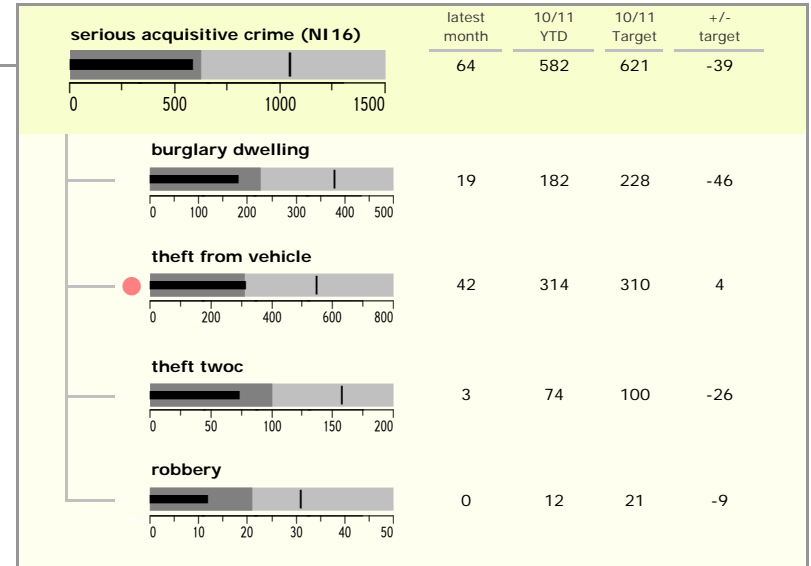 latest 10/11 10/11 +/-
serious acquisitive crime (NI16) month YTD Target target
64 582 621 -39
0 500 1000 1500
burglary dwelling
19 182 228 -46
0 100 200 300 400 500
theft from vehicle
42 314 310 4
0 200 400 600 800
theft twoc
3 74 100 -26
0 50 100 150 200
robbery
0 12 21 -9
0 10 20 30 40 50